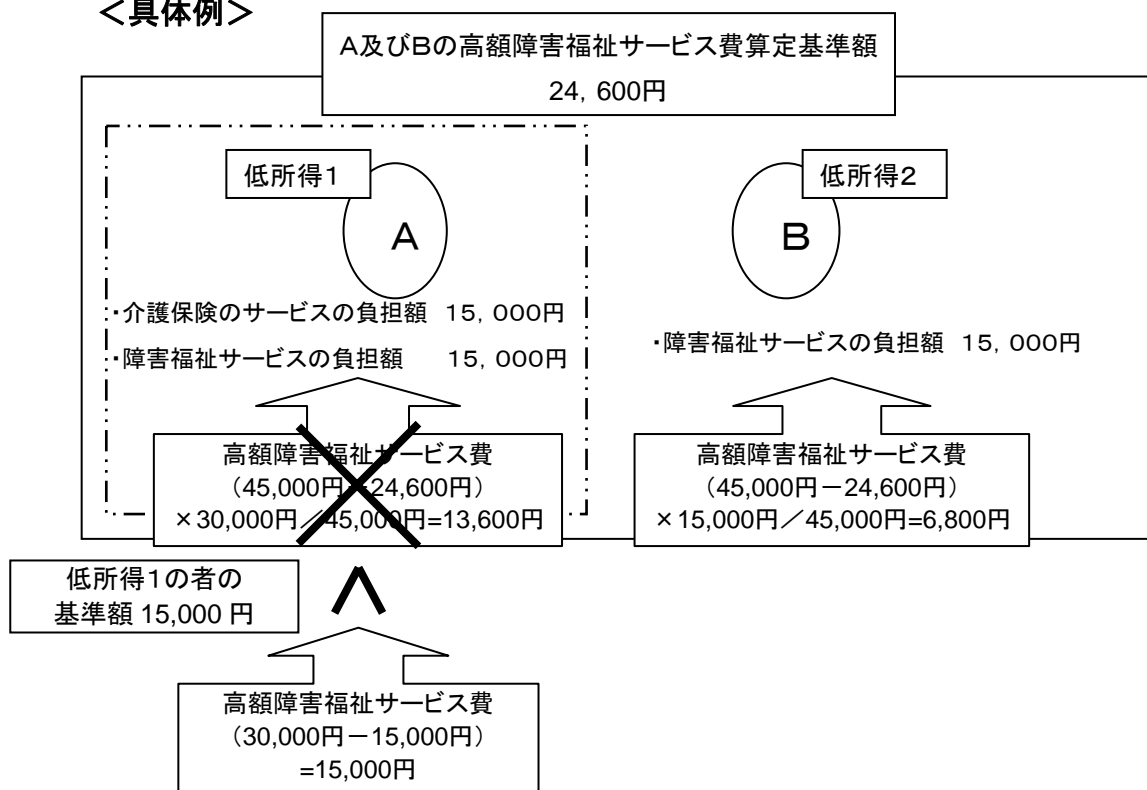 ＜具体例＞
Ａ及びＢの高額障害福祉サービス費算定基準額
24，600円
低所得１
低所得２
Ａ
Ｂ
・介護保険のサービスの負担額　15，000円
・障害福祉サービスの負担額　　15，000円
・障害福祉サービスの負担額　15，000円
高額障害福祉サービス費
（45,000円－24,600円）
×30,000円／45,000円=13,600円
高額障害福祉サービス費
（45,000円－24,600円）
×15,000円／45,000円=6,800円
低所得１の者の
基準額 15,000 円
∧
高額障害福祉サービス費
（30,000円－15,000円）
=15,000円